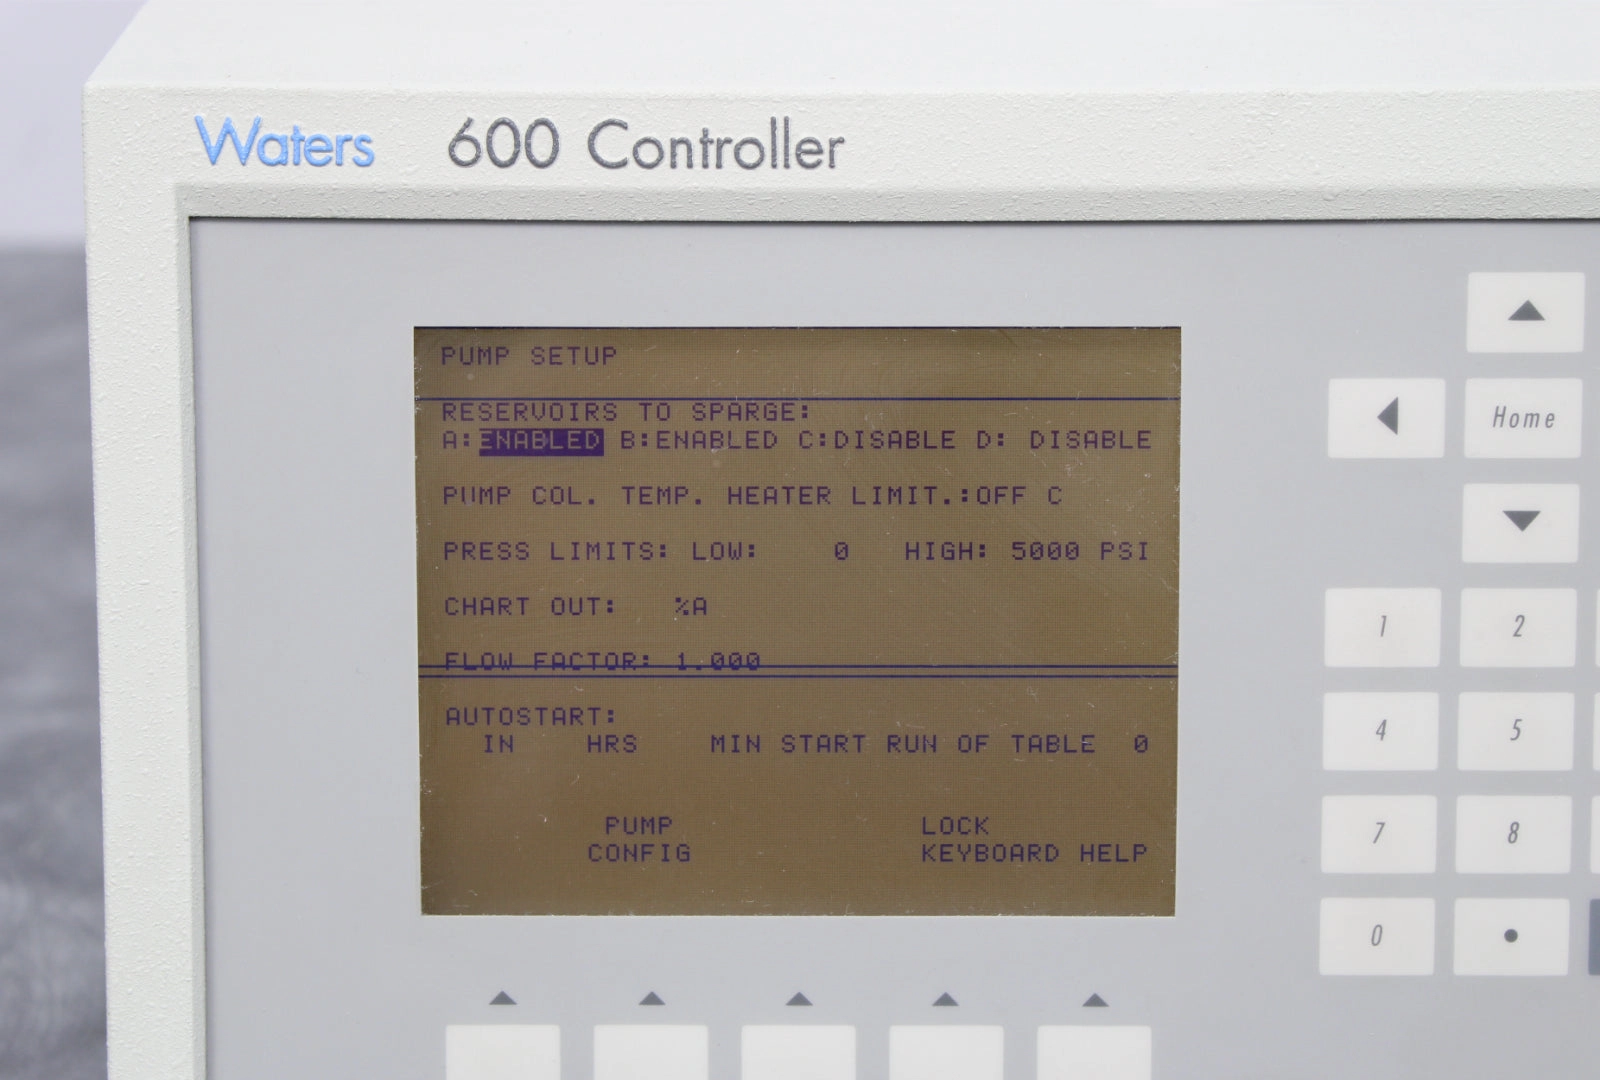 Waters 600 Controller
PUMP SETUP
RESERVOIRS TO SPARGE:
A:ENABLED B:ENABLED C:DISABLE D: DISABLE
PUMP COL. TEMP. HEATER LIMIT.:OFF C
PRESS LIMITS: LOW: 0 HIGH: 5000 PSI
CHART OUT: %A
FLOW FACTOR: 1.000
AUTOSTART:
IN HRS MIN START RUN OF TABLE 0
PUMP LOCK
CONFIG KEYBOARD HELP
Home
1 2
4 5
7 8
0 •